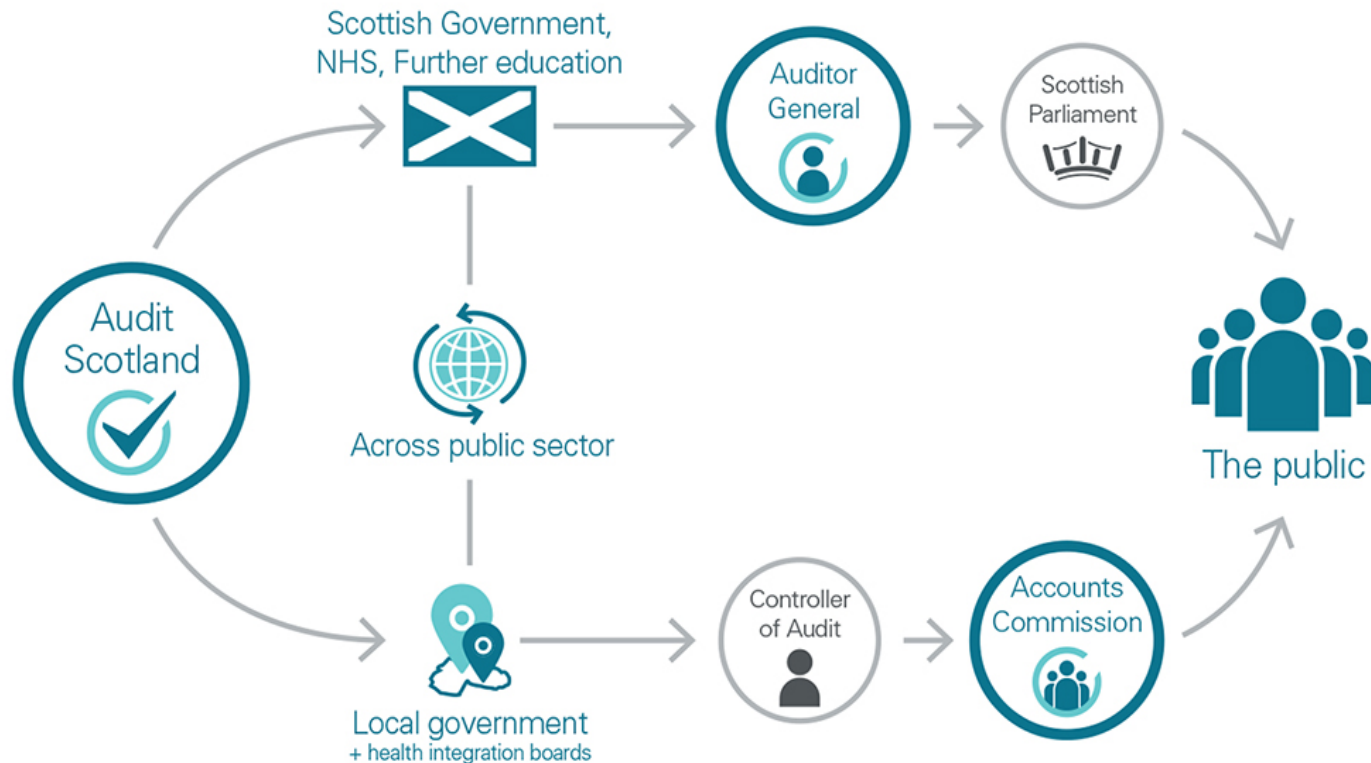 Scottish Government,
NHS, Further education
Auditor
General
Scottish
Parliament
Audit
Scotland
Across public sector
The public
Local government
+ health integration boards
Controller
of Audit
Accounts
Commission